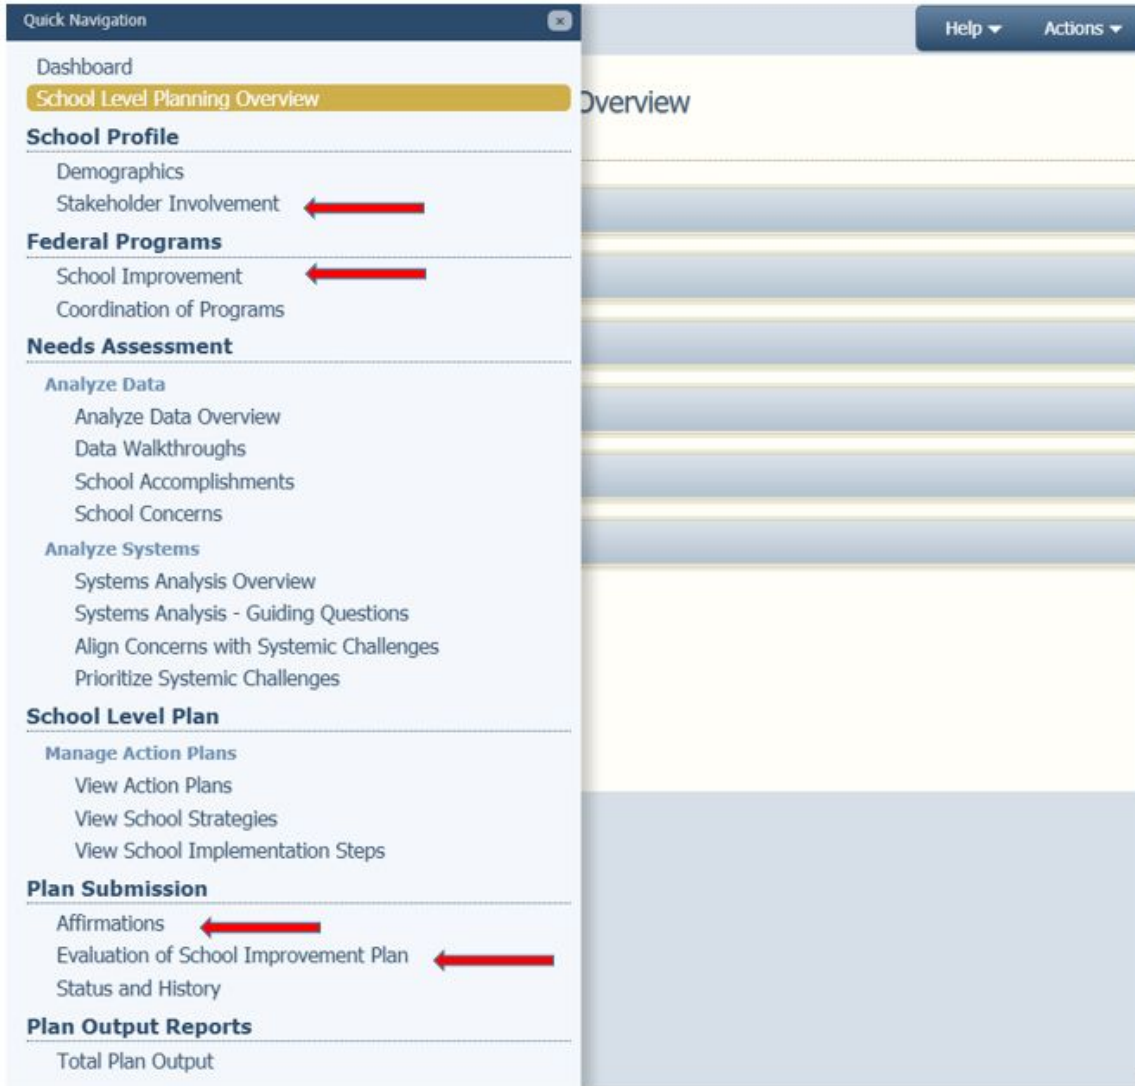 Quick Navigation
Help Actions
Dashboard
School Level Planning Overview
Overview
School Profile
Demographics
Stakeholder Involvement
Federal Programs
School Improvement
Coordination of Programs
Needs Assessment
Analyze Data
Analyze Data Overview
Data Walkthroughs
School Accomplishments
School Concerns
Analyze Systems
Systems Analysis Overview
Systems Analysis - Guiding Questions
Align Concerns with Systemic Challenges
Prioritize Systemic Challenges
School Level Plan
Manage Action Plans
View Action Plans
View School Strategies
View School Implementation Steps
Plan Submission
Affirmations
Evaluation of School Improvement Plan
Status and History
Plan Output Reports
Total Plan Output